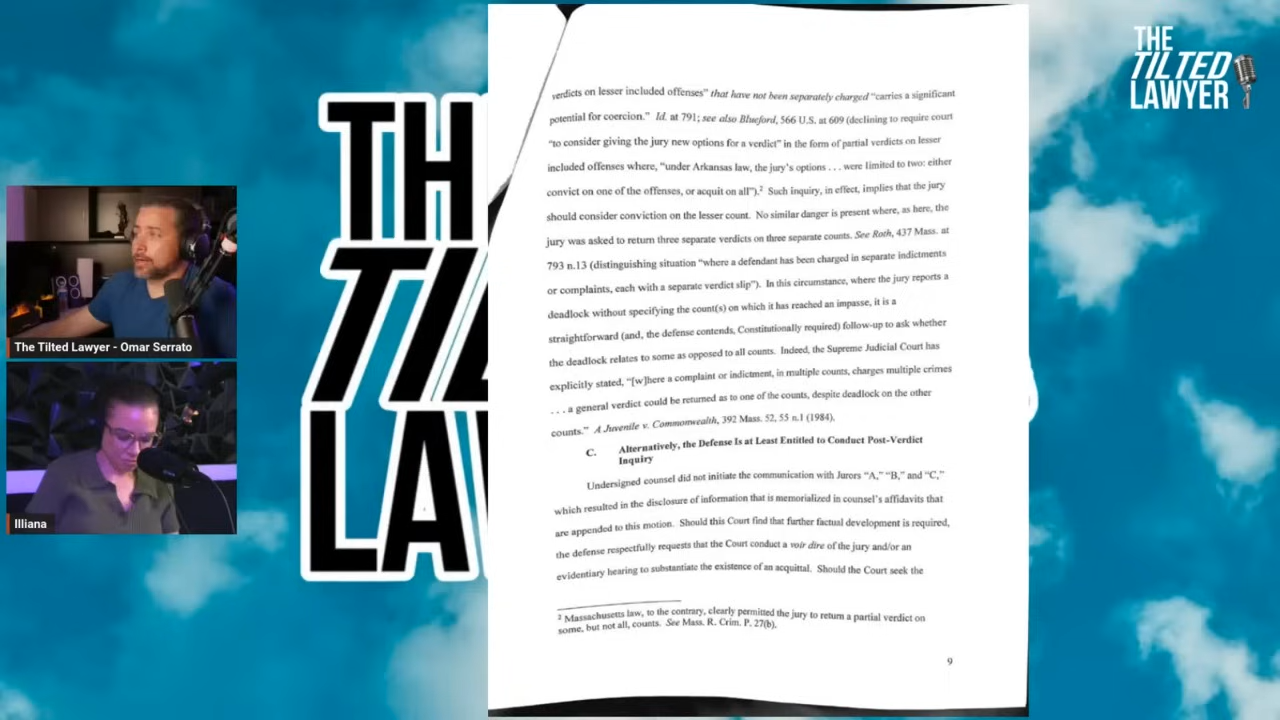 THE
TILTED
LAWYER
TH
TIL
LAW
The Tilted Lawyer - Omar Serrato
Illiana
verdicts on lesser included offenses" that have not been separately charged "carries a significant
potential for coercion." Id. at 791; see also Blueford, 566 U.S. at 609 (declining to require court
"to consider giving the jury new options for a verdict" in the form of partial verdicts on lesser
included offenses where, "under Arkansas law, the jury's options . . . were limited to two: either
convict on one of the offenses, or acquit on all").2 Such inquiry, in effect, implies that the jury
should consider conviction on the lesser count. No similar danger is present where, as here, the
jury was asked to return three separate verdicts on three separate counts. See Roth, 437 Mass. at
793 n.13 (distinguishing situation "where a defendant has been charged in separate indictments
or complaints, each with a separate verdict slip"). In this circumstance, where the jury reports a
deadlock without specifying the count(s) on which it has reached an impasse, it is a
straightforward (and, the defense contends, Constitutionally required) follow-up to ask whether
the deadlock relates to some as opposed to all counts. Indeed, the Supreme Judicial Court has
explicitly stated, "[w]here a complaint or indictment, in multiple counts, charges multiple crimes
. . . a general verdict could be returned as to one of the counts, despite deadlock on the other
counts." A Juvenile v. Commonwealth, 392 Mass. 52, 55 n.1 (1984).
C. Alternatively, the Defense Is at Least Entitled to Conduct Post-Verdict
Inquiry
Undersigned counsel did not initiate the communication with Jurors "A," "B," and "C,"
which resulted in the disclosure of information that is memorialized in counsel's affidavits that
are appended to this motion. Should this Court find that further factual development is required,
the defense respectfully requests that the Court conduct a voir dire of the jury and/or an
evidentiary hearing to substantiate the existence of an acquittal. Should the Court seek the
2 Massachusetts law, to the contrary, clearly permitted the jury to return a partial verdict on
some, but not all, counts. See Mass. R. Crim. P. 27(b).
9